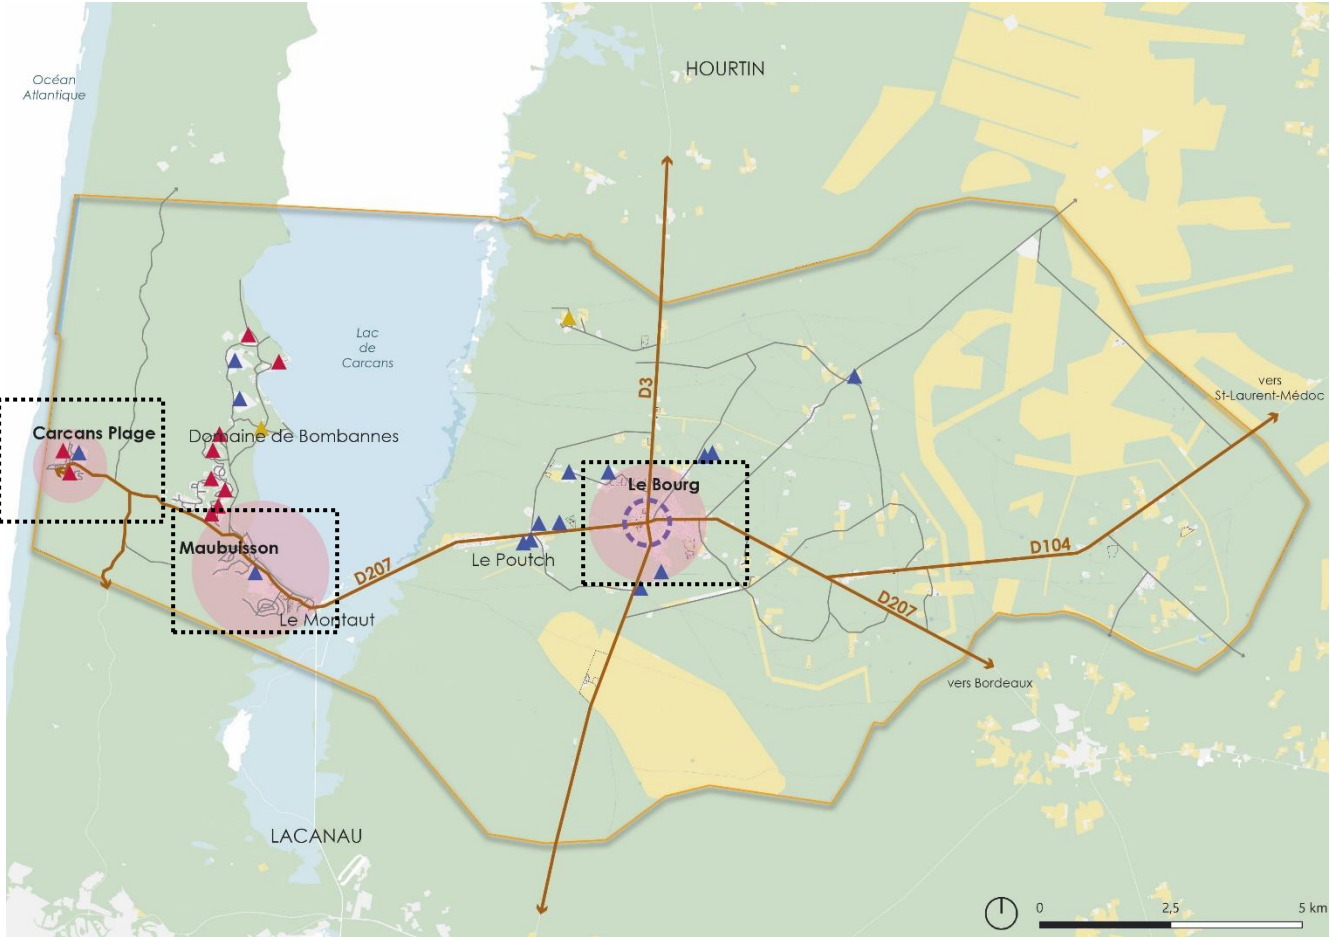 HOURTIN
Océan
Atlantique
Lac
de
Carcans
D3
vers
St-Laurent-Médoc
Carcans Plage
Domaine de Bombannes
Le Bourg
Maubuisson
Le Poutch
D207
D104
D207
Le Montaut
vers Bordeaux
LACANAU
0
2,5
5 km